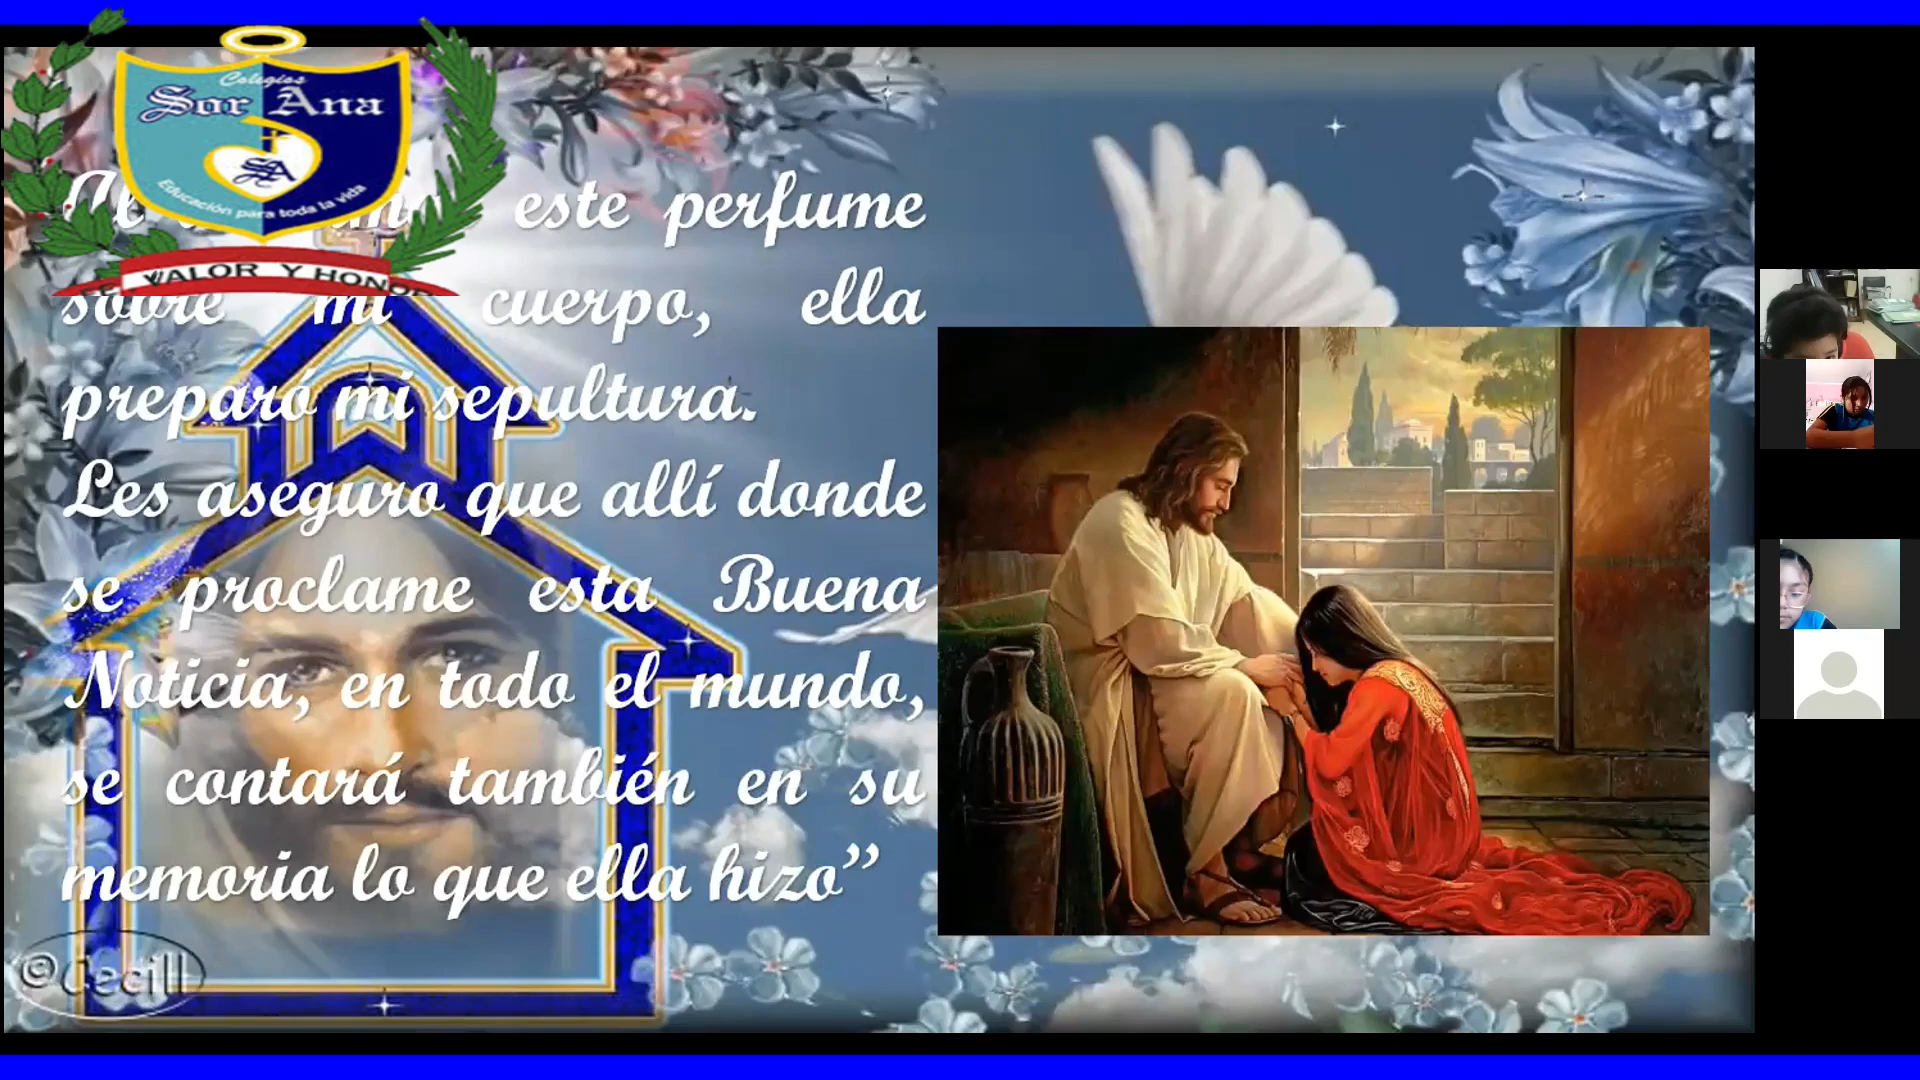 Colegios
Sor Ana
SA
Educación para toda la vida
VALOR Y HONOR
este perfume
sobre mi cuerpo, ella
preparó mi sepultura.
Les aseguro que allí donde
se proclame esta Buena
Noticia, en todo el mundo,
se contará también en su
memoria lo que ella hizo”
©Cecill